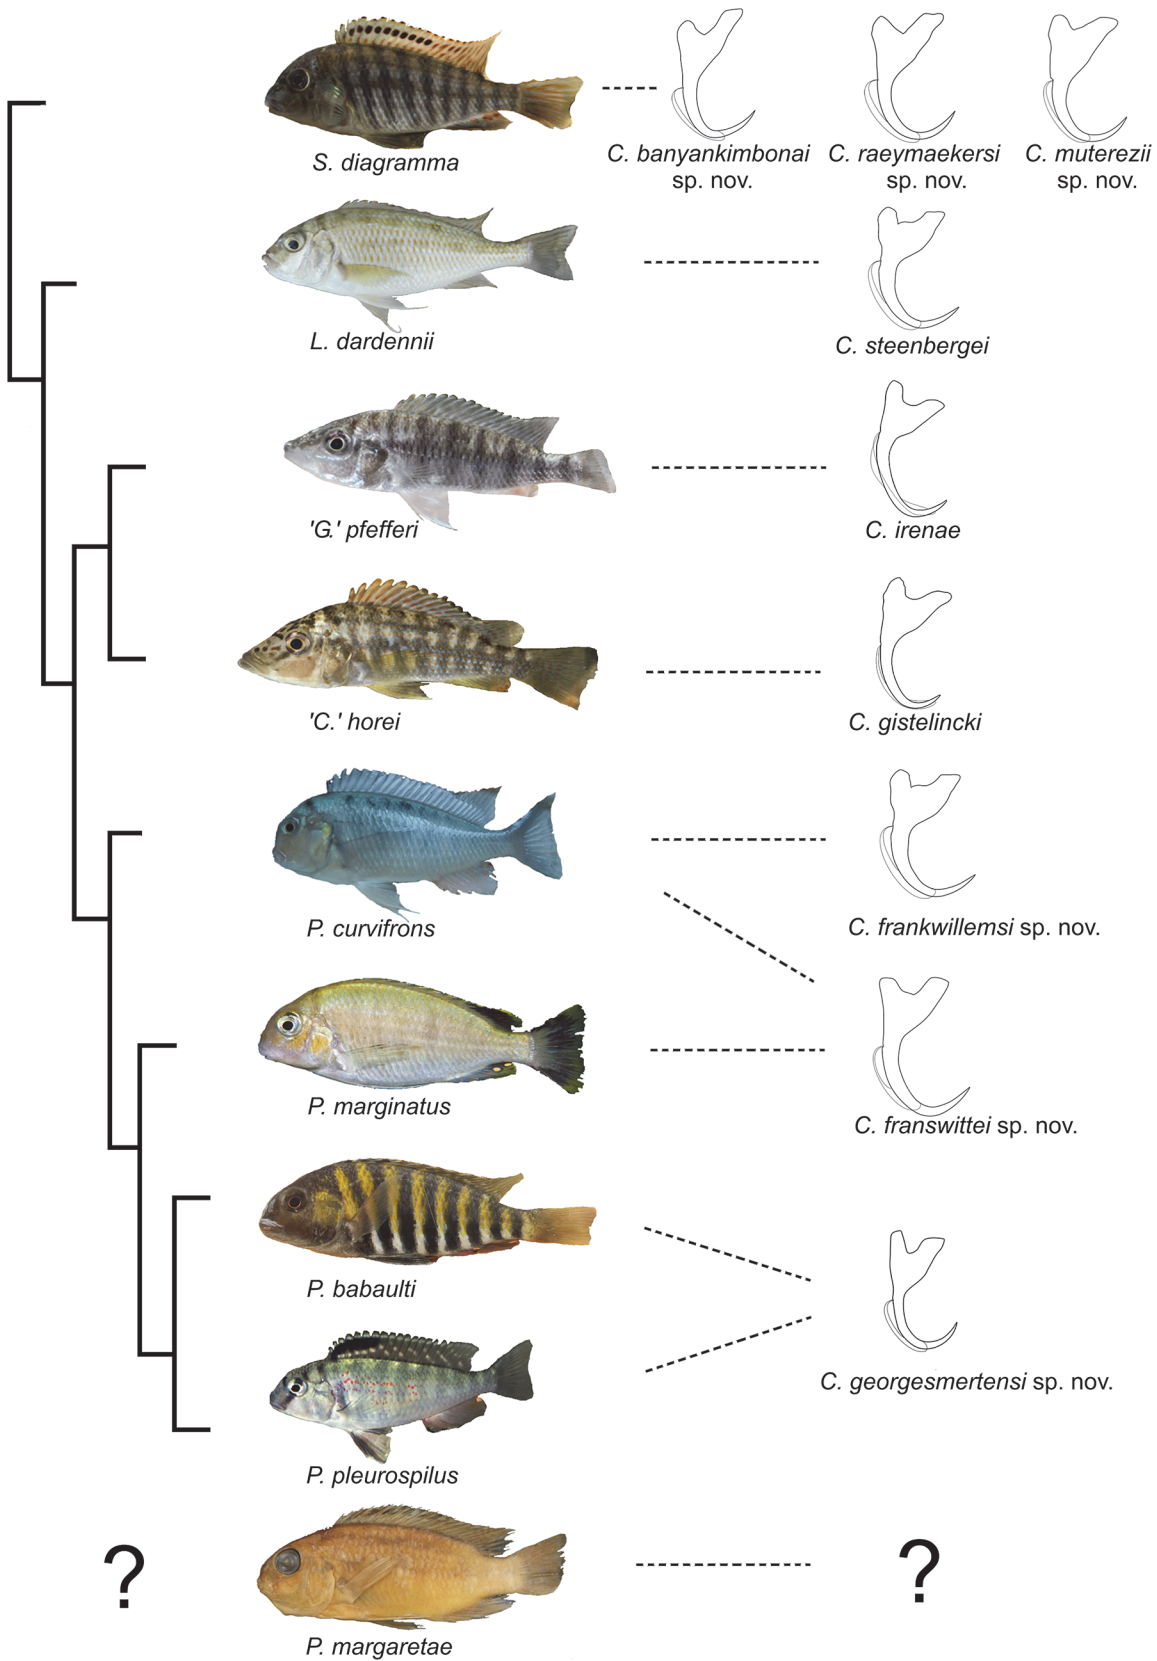 S. diagramma
C. banyankimbonai
sp. nov.
C. raeymaekersi
sp. nov.
C. muterezii
sp. nov.
L. dardennii
C. steenbergei
'G.' pfefferi
C. irenae
'C.' horei
C. gistelincki
P. curvifrons
C. frankwillemsi sp. nov.
P. marginatus
C. franswittei sp. nov.
P. babaulti
C. georgesmertensi sp. nov.
P. pleurospilus
?
?
P. margaretae